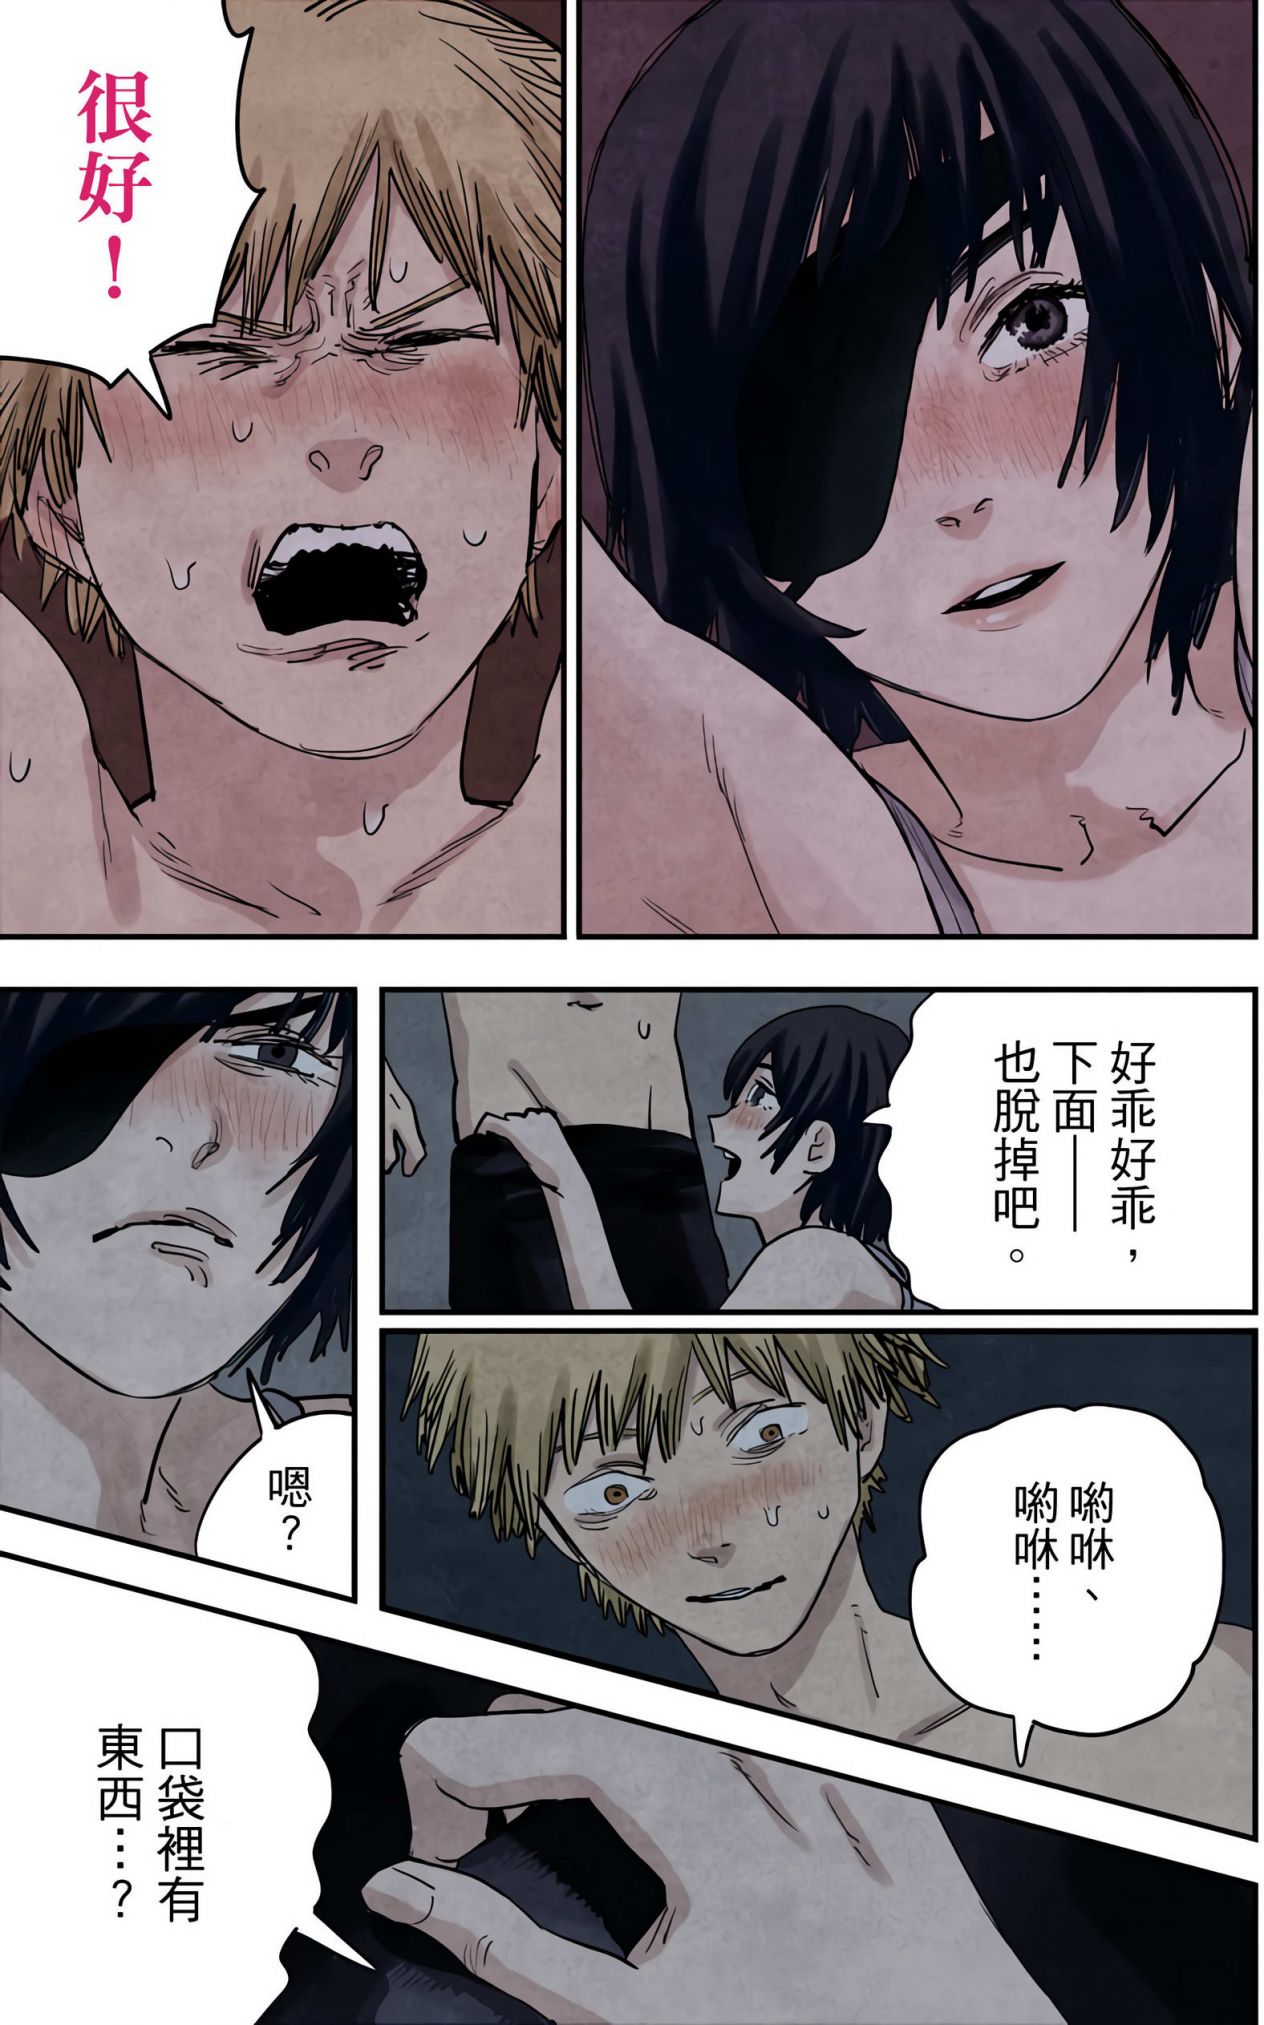 很好！
好乖好乖，
下面——
也脫掉吧。
喲咻、
喲咻……
嗯？
口袋裡有
東西…？